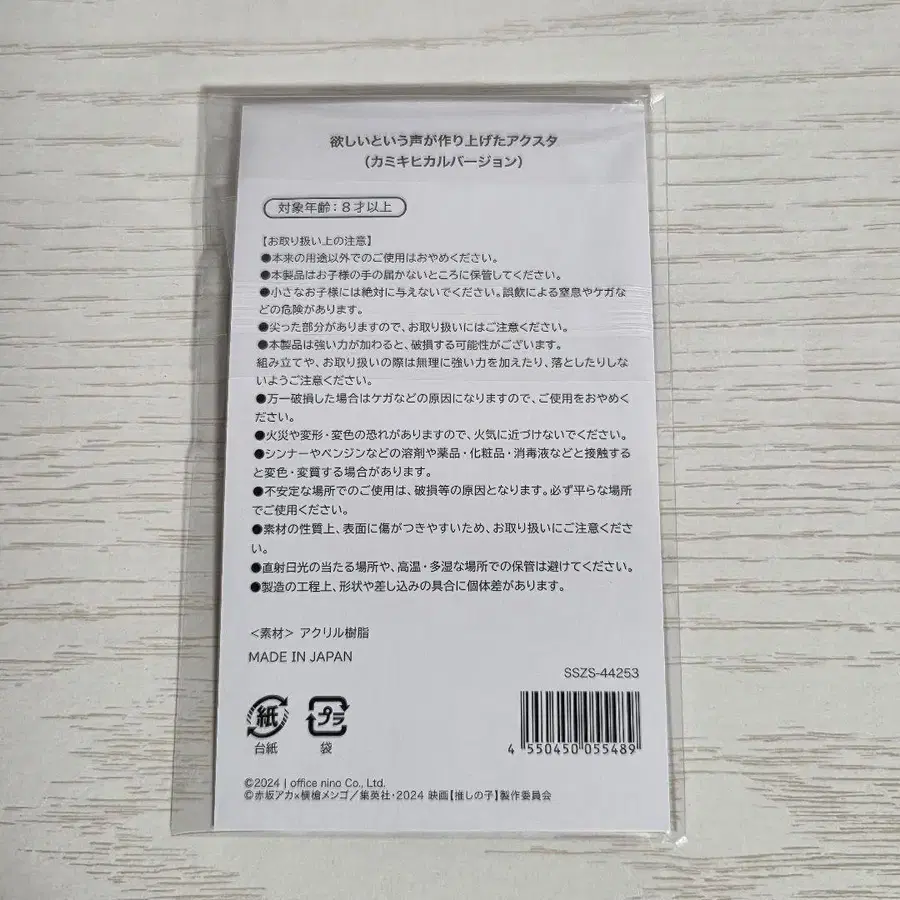 欲しいという声が作り上げたアクスタ
(カミキヒカルバージョン)
対象年齢：8才以上
【お取り扱い上の注意】
●本来の用途以外でのご使用はおやめください。
●本製品はお子様の手の届かないところに保管してください。
●小さなお子様には絶対に与えないでください。誤飲による窒息やケガな
どの危険があります。
●尖った部分がありますので、お取り扱いにはご注意ください。
●本製品は強い力が加わると、破損する可能性がございます。
組み立てや、お取り扱いの際は無理に強い力を加えたり、落としたりしな
いようご注意ください。
●万一破損した場合はケガなどの原因になりますので、ご使用をおやめく
ださい。
●火災や変形・変色の恐れがありますので、火気に近づけないでください。
●シンナーやベンジンなどの溶剤や薬品・化粧品・消毒液などと接触する
と変色・変質する場合があります。
●不安定な場所でのご使用は、破損等の原因となります。必ず平らな場所
でご使用ください。
●素材の性質上、表面に傷がつきやすいため、お取り扱いにご注意くださ
い。
●直射日光の当たる場所や、高温・多湿な場所での保管は避けてください。
●製造の工程上、形状や差し込みの具合に個体差があります。
＜素材＞ アクリル樹脂
MADE IN JAPAN
SSZS-44253
紙
台紙
プラ
袋
4 550450 055489
©2024 | office nino Co., Ltd.
©赤坂アカ×横槍メンゴ／集英社・2024 映画【推しの子】製作委員会